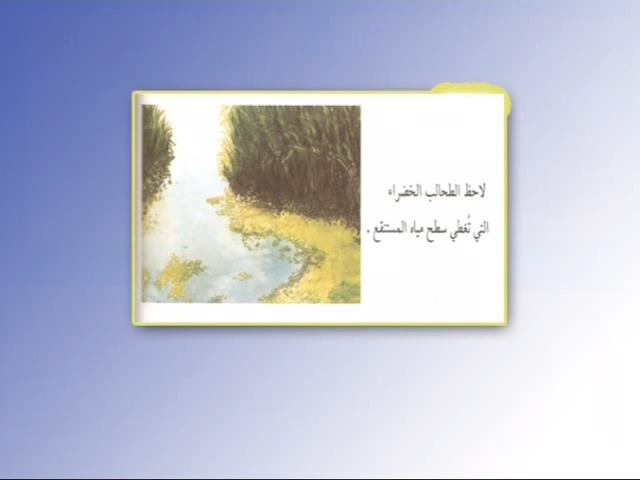 لاحظ الطحالب الخضراء
التي تُغطي سطح مياه المستنقع .